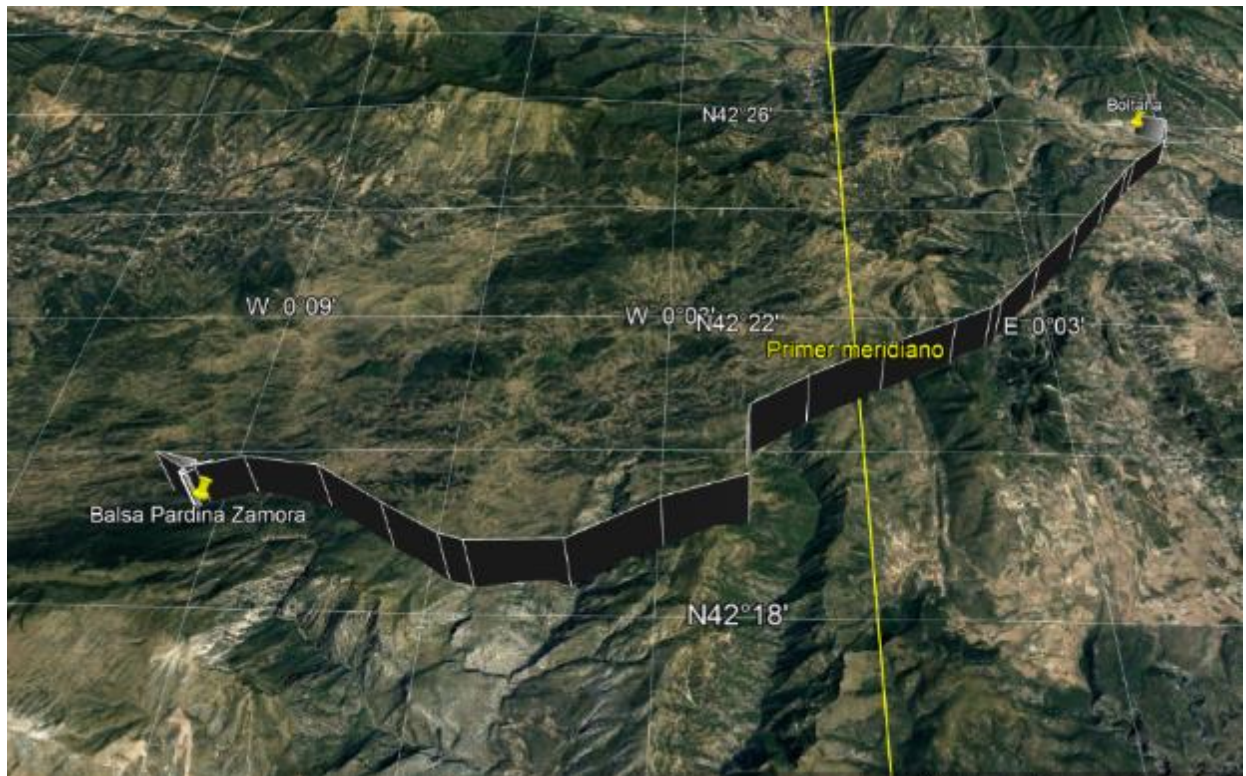 Boltaña
N42°26'
W 0°09'
N42°22'
E 0°03'
Primer meridiano
Balsa Pardina Zamora
N42°18'